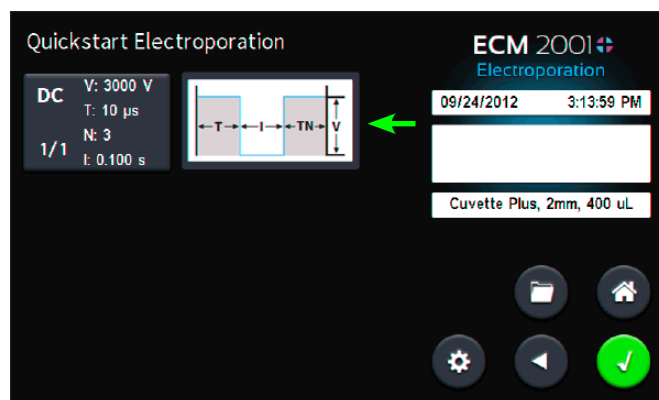 Quickstart Electroporation
DC
1/1
V: 3000 V
T: 10 µs
N: 3
I: 0.100 s
T I TN V
ECM 2001
Electroporation
09/24/2012 3:13:59 PM
Cuvette Plus, 2mm, 400 uL